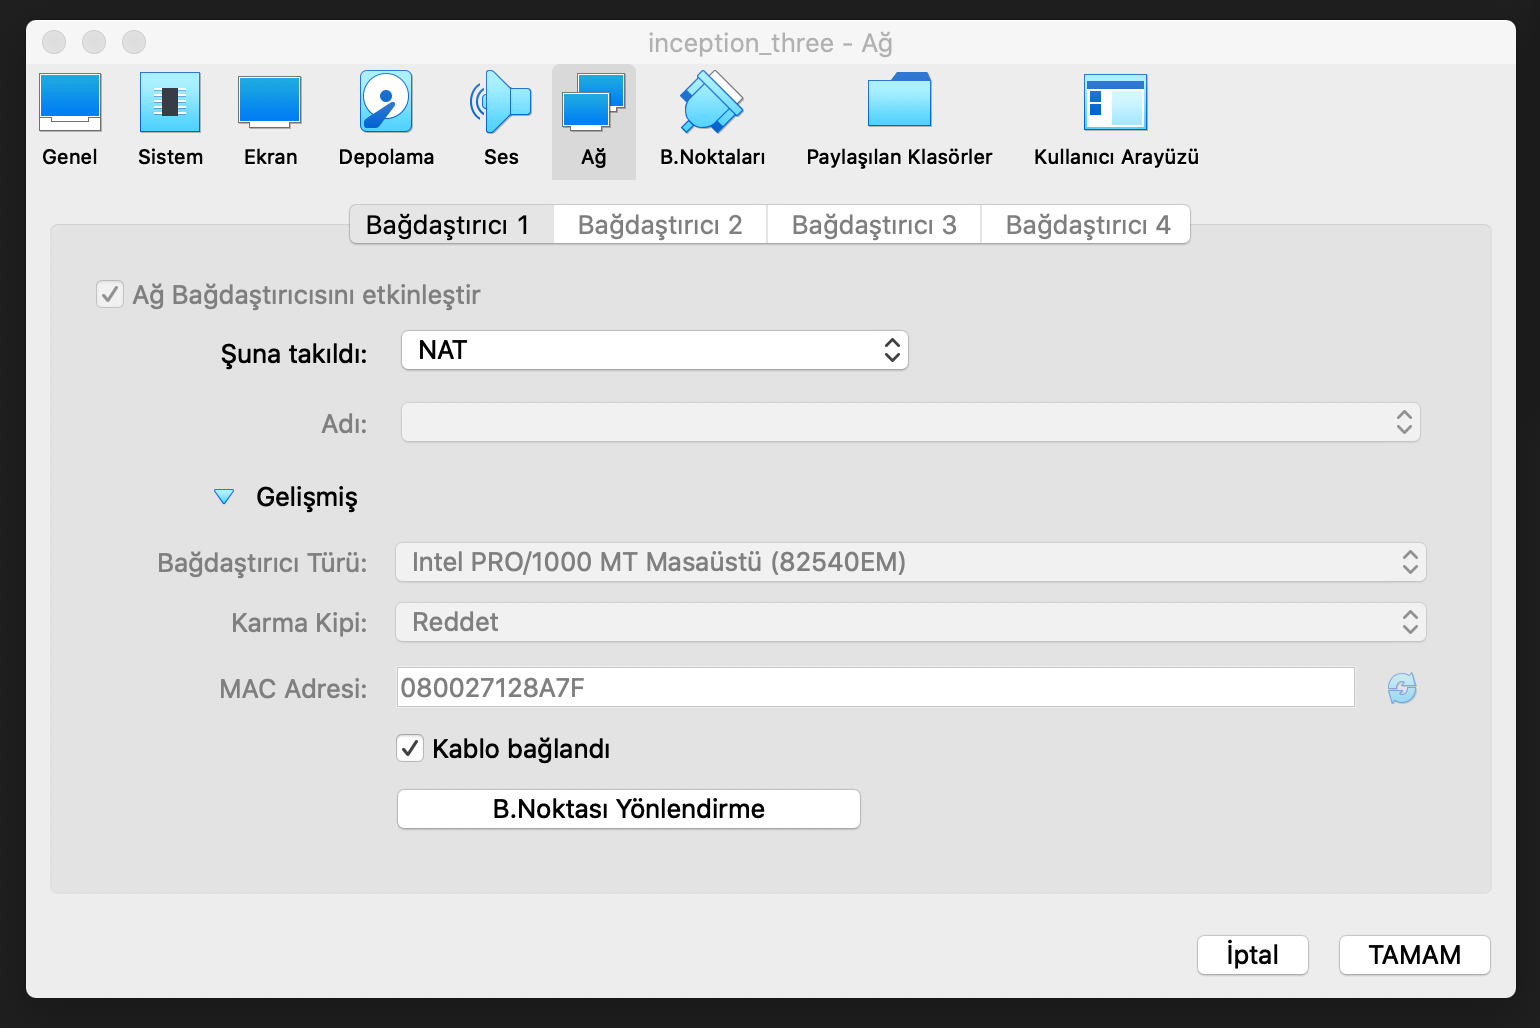 inception_three - Ağ
Genel Sistem Ekran Depolama Ses Ağ B.Noktaları Paylaşılan Klasörler Kullanıcı Arayüzü
Bağdaştırıcı 1 Bağdaştırıcı 2 Bağdaştırıcı 3 Bağdaştırıcı 4
Ağ Bağdaştırıcısını etkinleştir
Şuna takıldı: NAT
Adı:
Gelişmiş
Bağdaştırıcı Türü: Intel PRO/1000 MT Masaüstü (82540EM)
Karma Kipi: Reddet
MAC Adresi: 080027128A7F
Kablo bağlandı
B.Noktası Yönlendirme
İptal TAMAM